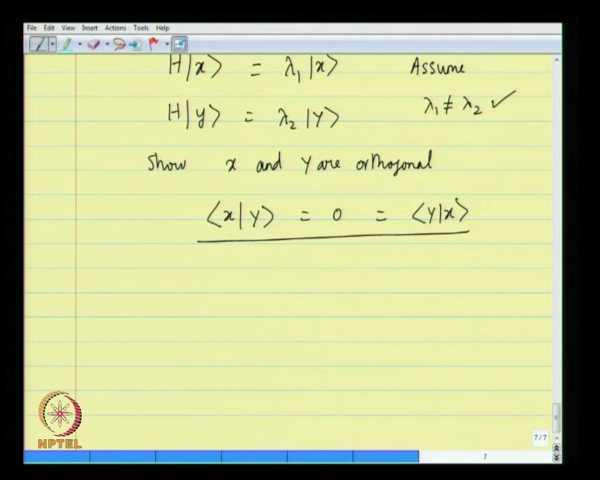 File Edit View Insert Actions Tools Help
H|x> = λ₁|x> Assume
H|y> = λ₂|Y> λ₁ ≠ λ₂ ✓
Show x and Y are orthogonal
<x|Y> = 0 = <Y|x>
NPTEL
7/7
7